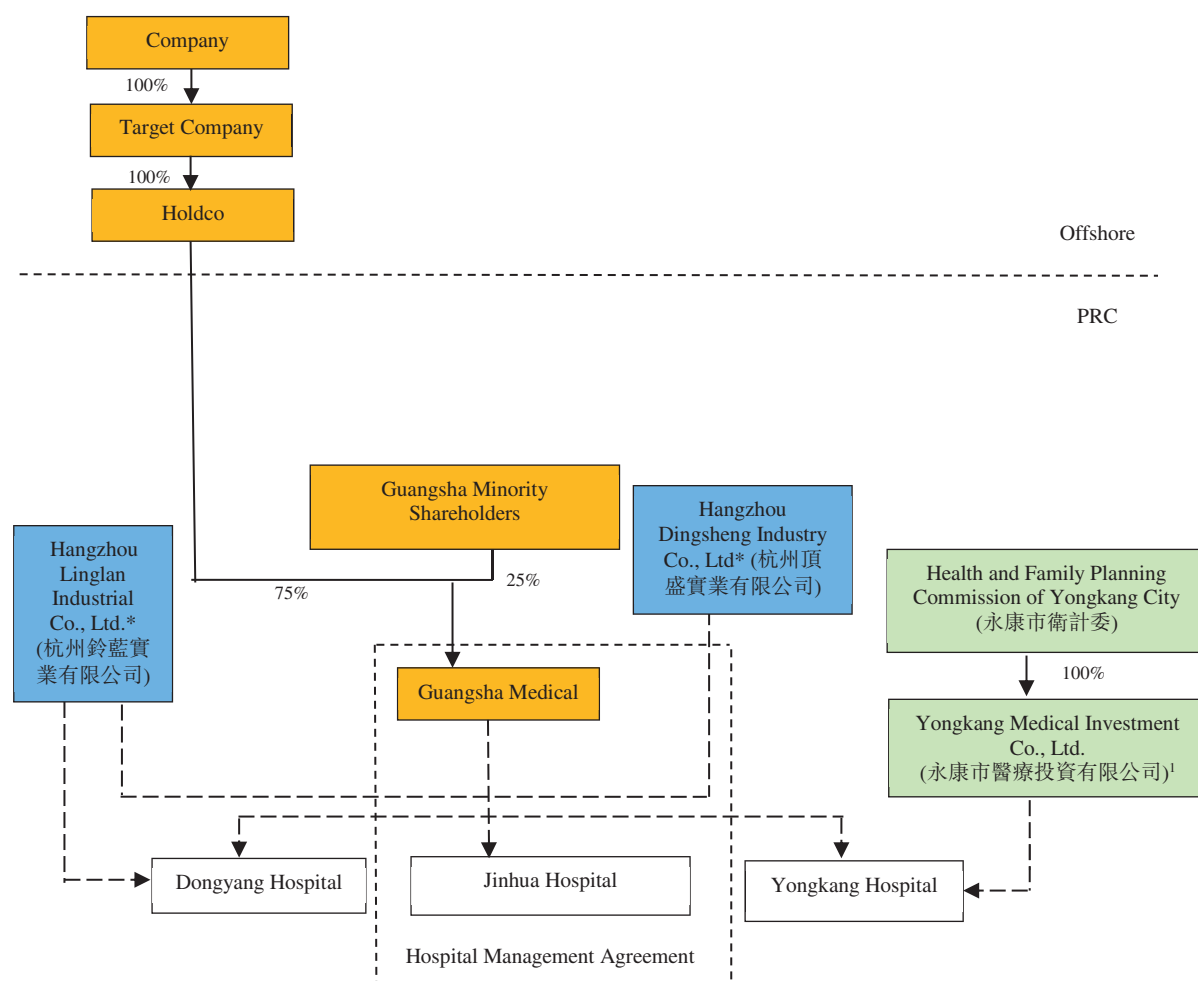 Company
100%
Target Company
100%
Holdco
Offshore
PRC
Guangsha Minority
Shareholders
Hangzhou
Dingsheng Industry
Co., Ltd* (杭州頂
盛實業有限公司)
Hangzhou
Linglan
Industrial
Co., Ltd.*
(杭州鈴藍實
業有限公司)
75%
25%
Health and Family Planning
Commission of Yongkang City
(永康市衛計委)
100%
Guangsha Medical
Yongkang Medical Investment
Co., Ltd.
(永康市醫療投資有限公司)¹
Dongyang Hospital
Jinhua Hospital
Yongkang Hospital
Hospital Management Agreement